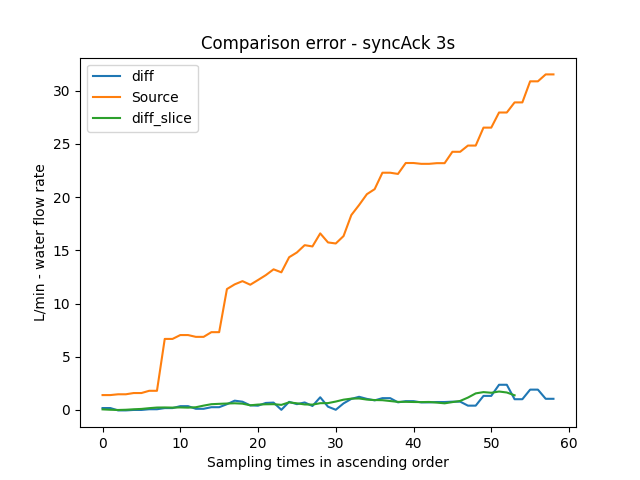 Comparison error - syncAck 3s
diff
Source
diff_slice
30
25
20
15
10
5
0
L/min - water flow rate
0 10 20 30 40 50 60
Sampling times in ascending order